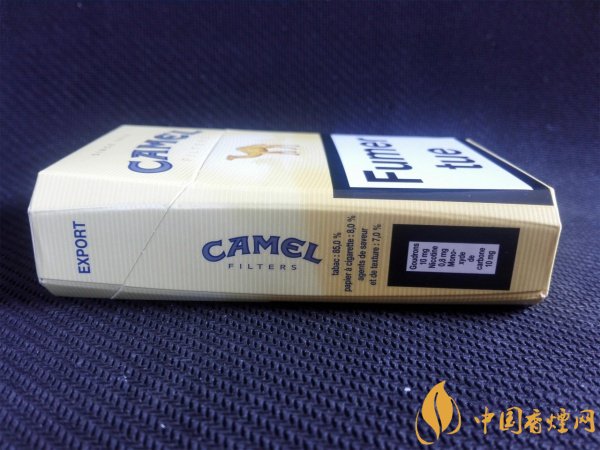 CAMEL
Fumer
tue
EXPORT
CAMEL
FILTERS
tabac : 85,0 %
papier à cigarette : 8,0 %
agents de saveur
et de texture : 7,0 %
Goudrons
10 mg
Nicotine
0,8 mg
Mono-
xyde
de
carbone
10 mg
中国香烟网